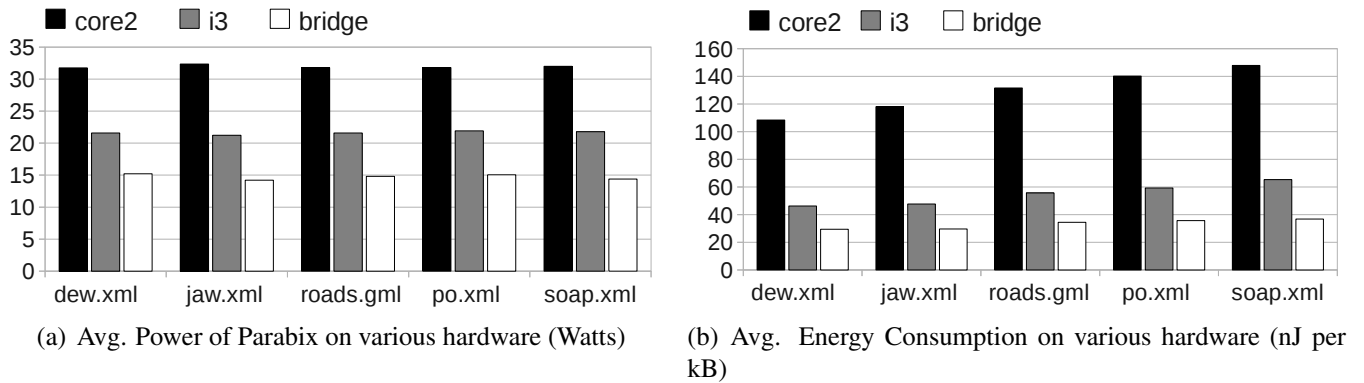 core2 i3 bridge
35
30
25
20
15
10
5
0
dew.xml jaw.xml roads.gml po.xml soap.xml
(a) Avg. Power of Parabix on various hardware (Watts)
core2 i3 bridge
160
140
120
100
80
60
40
20
0
dew.xml jaw.xml roads.gml po.xml soap.xml
(b) Avg. Energy Consumption on various hardware (nJ per
kB)